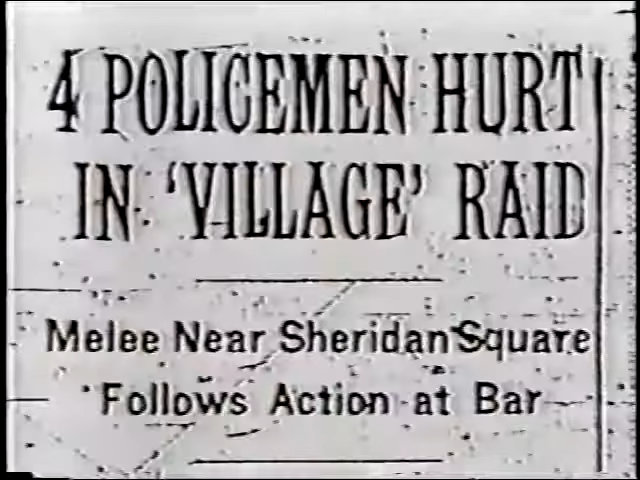 4 POLICEMEN HURT
IN 'VILLAGE' RAID
Melee Near Sheridan Square
Follows Action at Bar